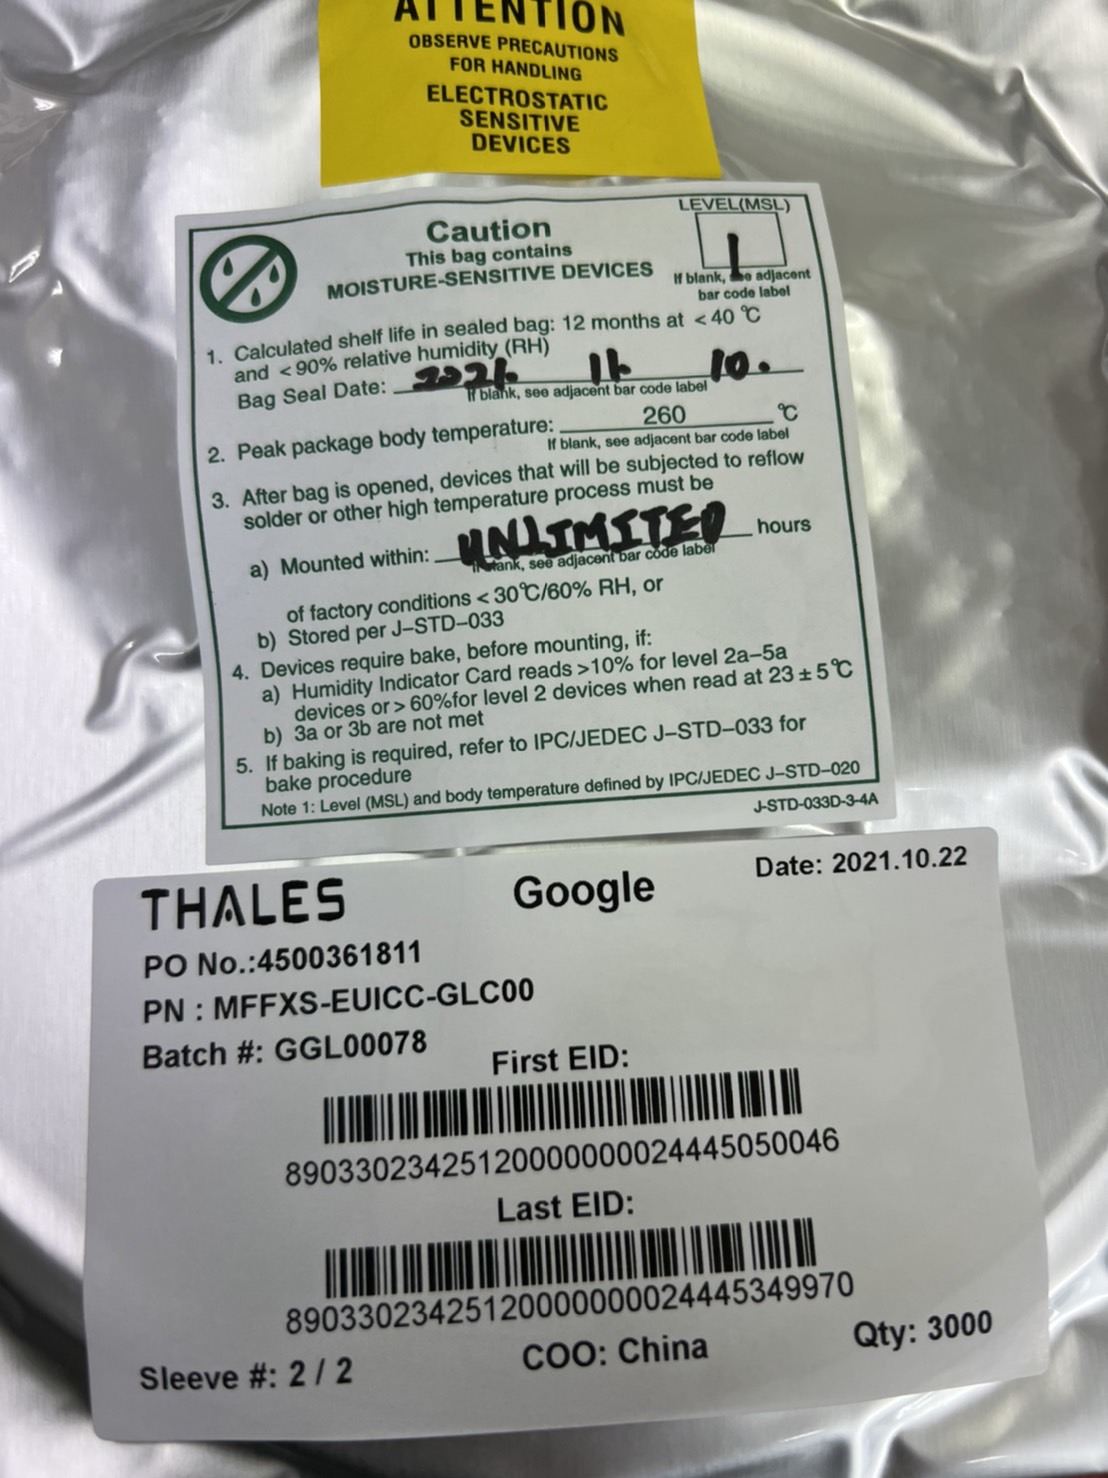 ATTENTION
OBSERVE PRECAUTIONS
FOR HANDLING
ELECTROSTATIC
SENSITIVE
DEVICES
LEVEL(MSL)
1
If blank, see adjacent
bar code label
Caution
This bag contains
MOISTURE-SENSITIVE DEVICES
1. Calculated shelf life in sealed bag: 12 months at < 40 ℃
and < 90% relative humidity (RH)
Bag Seal Date: 2021. 11. 10.
If blank, see adjacent bar code label
2. Peak package body temperature: 260 ℃
If blank, see adjacent bar code label
3. After bag is opened, devices that will be subjected to reflow
solder or other high temperature process must be
a) Mounted within: UNLIMITED hours
If blank, see adjacent bar code label
of factory conditions < 30℃/60% RH, or
b) Stored per J-STD-033
4. Devices require bake, before mounting, if:
a) Humidity Indicator Card reads >10% for level 2a-5a
devices or > 60%for level 2 devices when read at 23 ± 5℃
b) 3a or 3b are not met
5. If baking is required, refer to IPC/JEDEC J-STD-033 for
bake procedure
Note 1: Level (MSL) and body temperature defined by IPC/JEDEC J-STD-020
J-STD-033D-3-4A
THALES
Google
Date: 2021.10.22
PO No.:4500361811
PN : MFFXS-EUICC-GLC00
Batch #: GGL00078
First EID:
89033023425120000000024445050046
Last EID:
89033023425120000000024445349970
Sleeve #: 2 / 2
COO: China
Qty: 3000